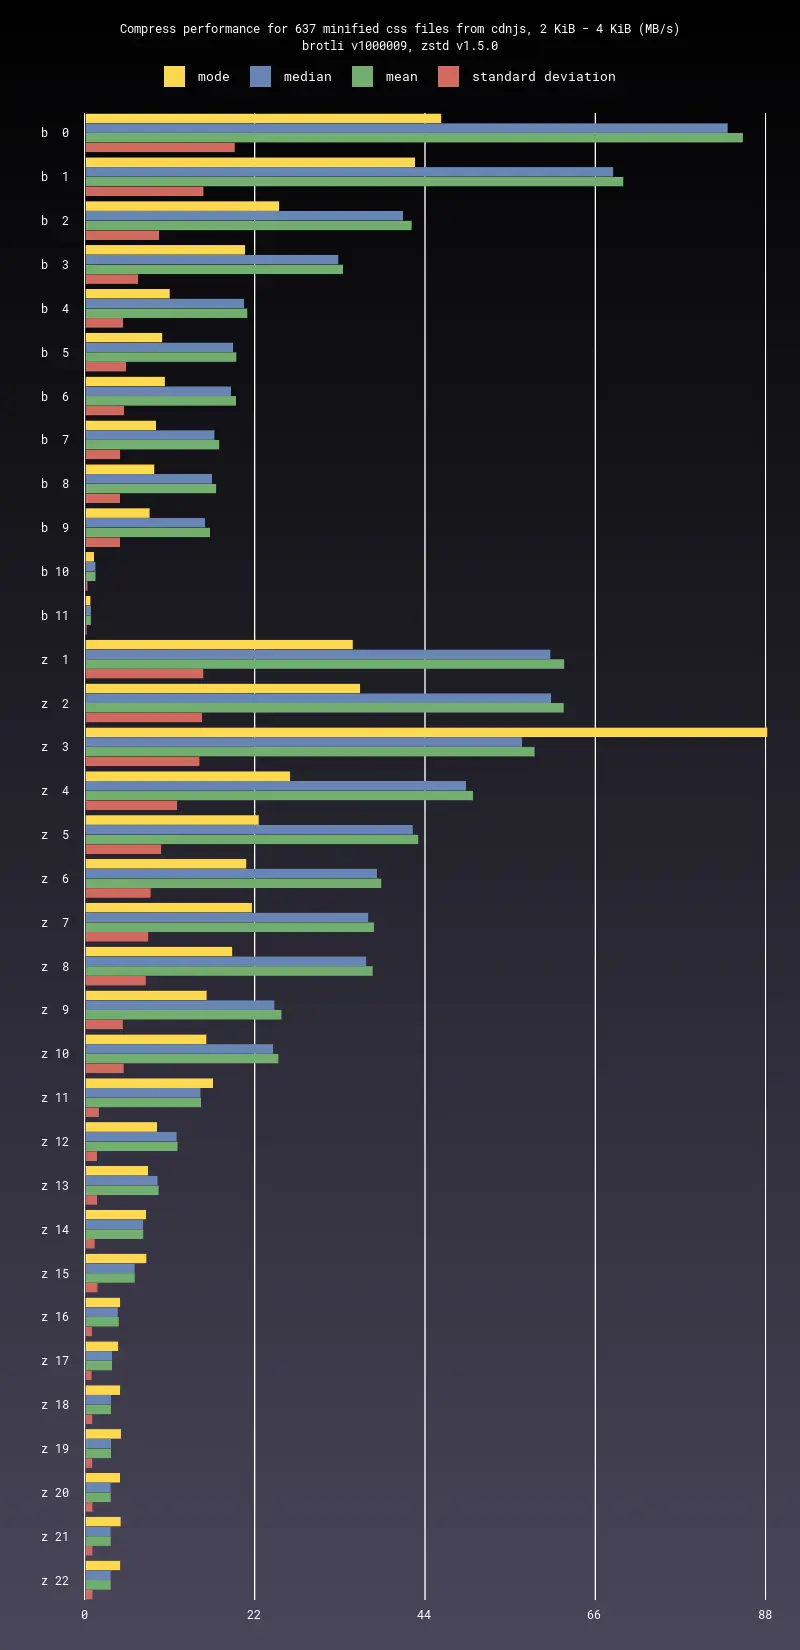 Compress performance for 637 minified css files from cdnjs, 2 KiB - 4 KiB (MB/s)
brotli v1000009, zstd v1.5.0
mode median mean standard deviation
b 0
b 1
b 2
b 3
b 4
b 5
b 6
b 7
b 8
b 9
b 10
b 11
z 1
z 2
z 3
z 4
z 5
z 6
z 7
z 8
z 9
z 10
z 11
z 12
z 13
z 14
z 15
z 16
z 17
z 18
z 19
z 20
z 21
z 22
0 22 44 66 88